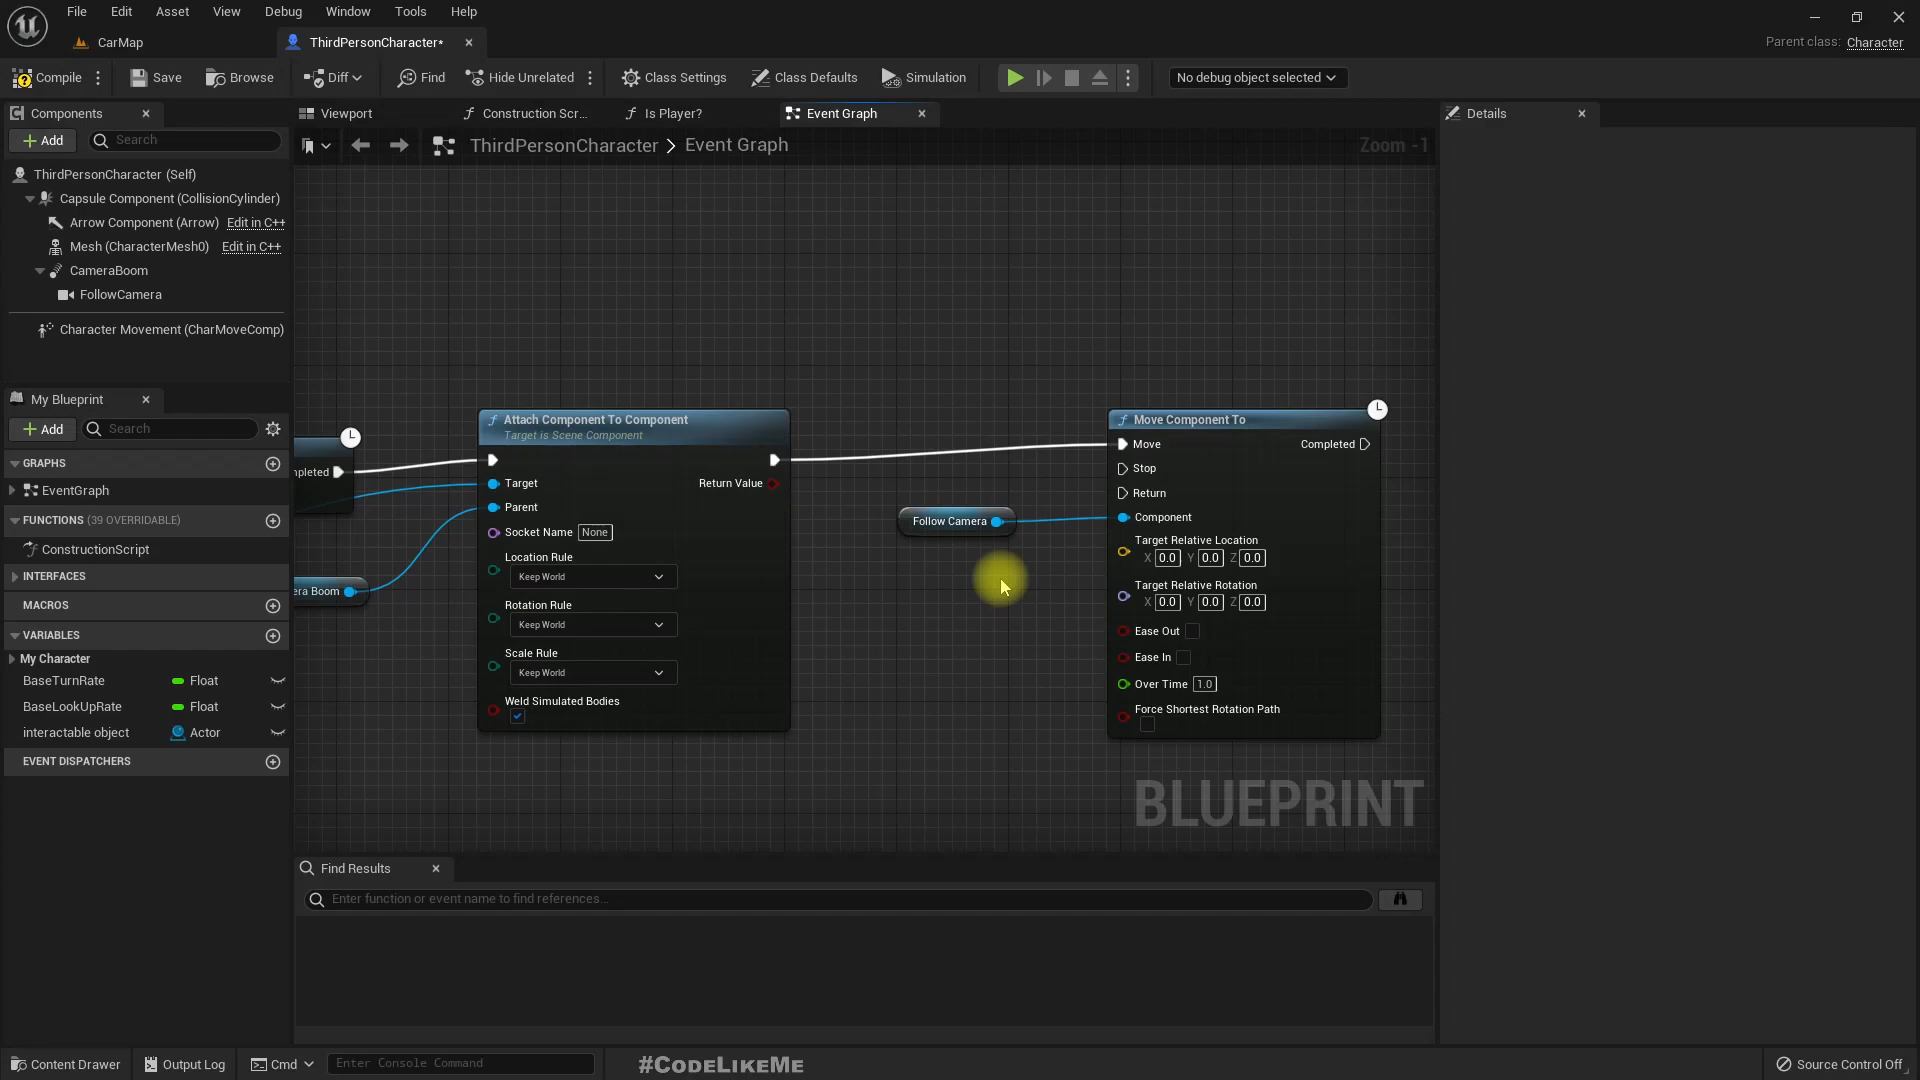 File Edit Asset View Debug Window Tools Help
CarMap
ThirdPersonCharacter*
Parent class: Character
Compile Save Browse Diff Find Hide Unrelated Class Settings Class Defaults Simulation No debug object selected
Components
Viewport Construction Scr... Is Player? Event Graph
Details
Add Search
ThirdPersonCharacter Event Graph
Zoom -1
ThirdPersonCharacter (Self)
Capsule Component (CollisionCylinder)
Arrow Component (Arrow) Edit in C++
Mesh (CharacterMesh0) Edit in C++
CameraBoom
FollowCamera
Character Movement (CharMoveComp)
My Blueprint
Add Search
GRAPHS
EventGraph
FUNCTIONS (39 OVERRIDABLE)
ConstructionScript
INTERFACES
MACROS
VARIABLES
My Character
BaseTurnRate Float
BaseLookUpRate Float
interactable object Actor
EVENT DISPATCHERS
mpleted
era Boom
Attach Component To Component
Target is Scene Component
Target
Return Value
Parent
Socket Name None
Location Rule
Keep World
Rotation Rule
Keep World
Scale Rule
Keep World
Weld Simulated Bodies
Follow Camera
Move Component To
Move Completed
Stop
Return
Component
Target Relative Location
X 0.0 Y 0.0 Z 0.0
Target Relative Rotation
X 0.0 Y 0.0 Z 0.0
Ease Out
Ease In
Over Time 1.0
Force Shortest Rotation Path
BLUEPRINT
Find Results
Enter function or event name to find references...
Content Drawer Output Log Cmd Enter Console Command #CodeLikeMe Source Control Off